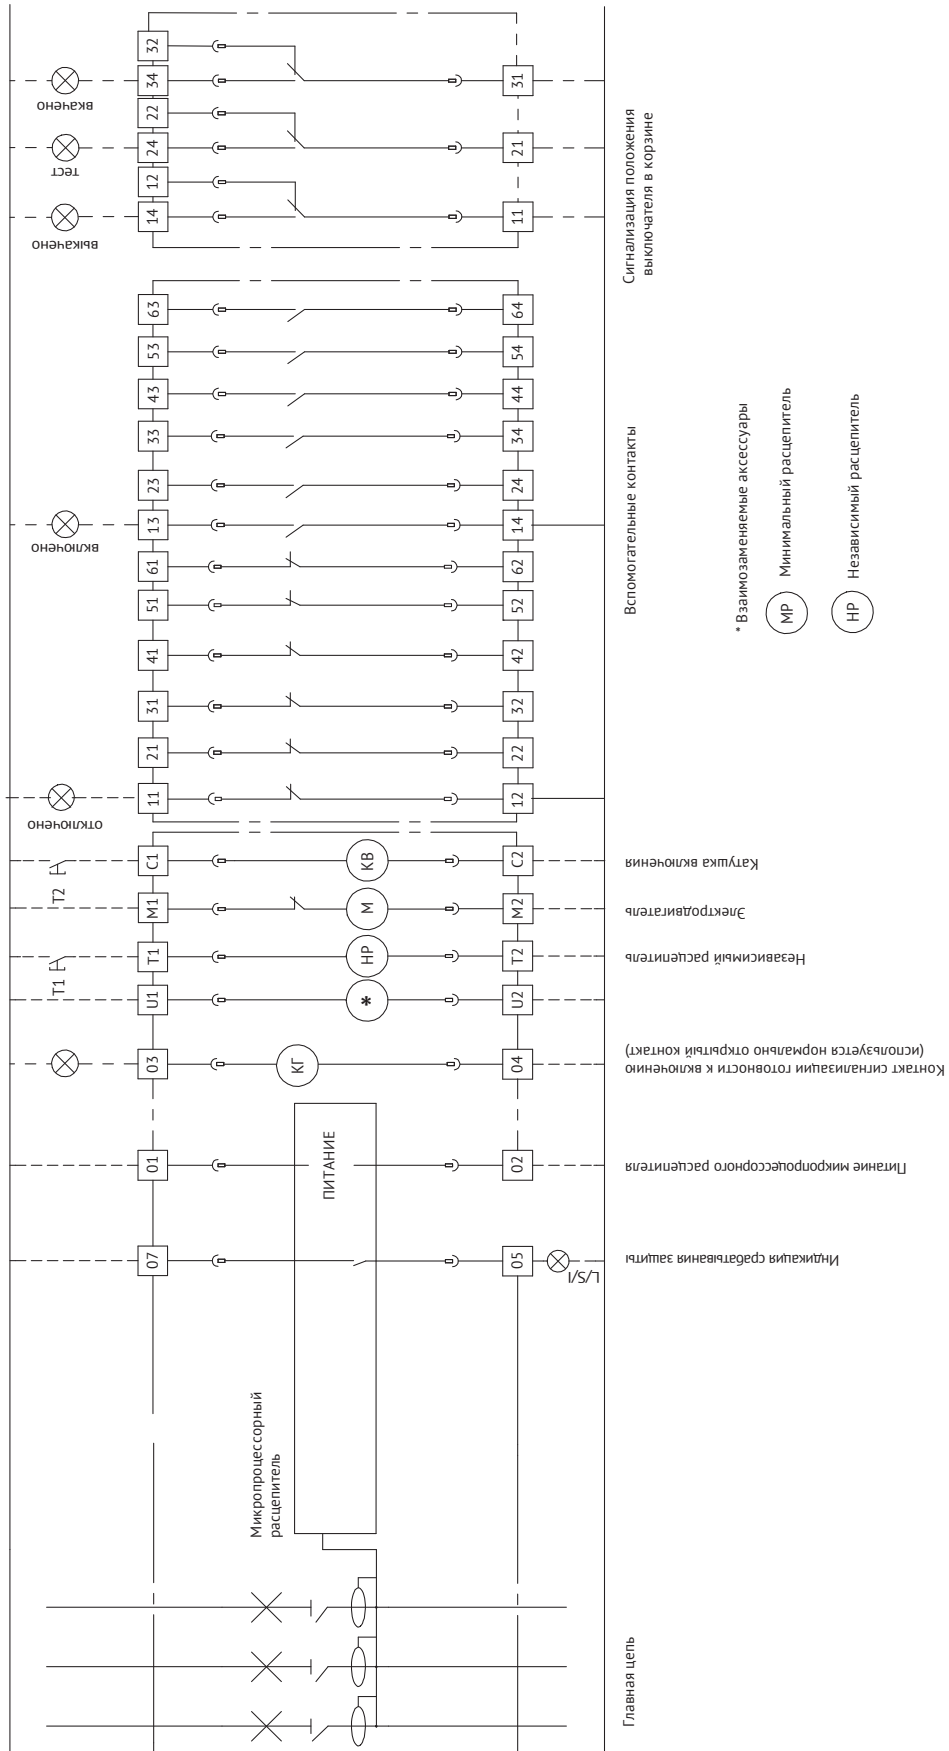 Главная цепь
Микропроцессорный
расцепитель
ПИТАНИЕ
07
05
L/S/I
Индикация срабатывания защиты
01
02
Питание микропроцессорного расцепителя
03
КГ
04
Контакт сигнализации готовности к включению
(используется нормально открытый контакт)
U1
*
U2
T1
T1
НР
T2
Независимый расцепитель
M1
М
M2
Электродвигатель
T2
C1
КВ
C2
Катушка включения
отключено
11
12
21
22
31
32
41
42
51
52
61
62
включено
13
14
23
24
33
34
43
44
53
54
63
64
Вспомогательные контакты
* Взаимозаменяемые аксессуары
МР
Минимальный расцепитель
НР
Независимый расцепитель
выкачено
14
12
11
тест
24
22
21
вкачено
34
32
31
Сигнализация положения
выключателя в корзине